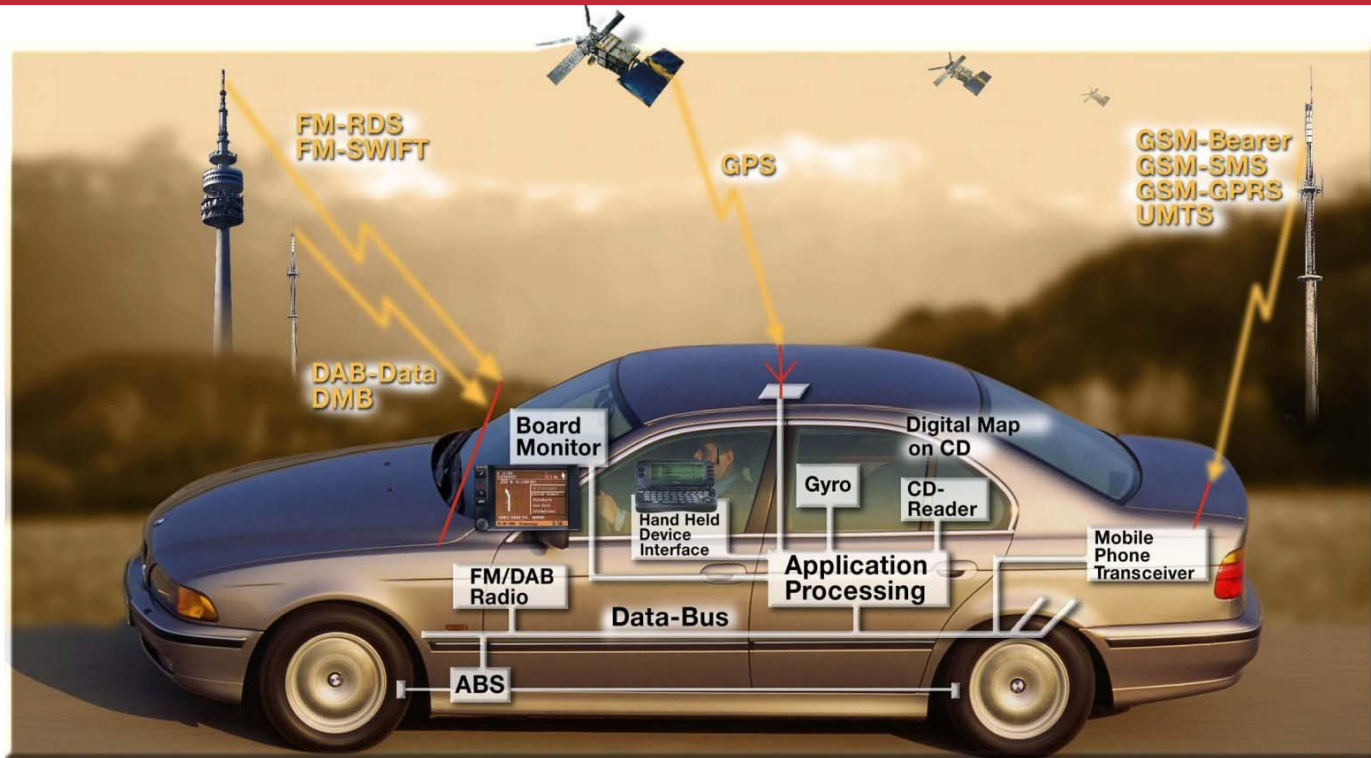 FM-RDS
FM-SWIFT
GPS
GSM-Bearer
GSM-SMS
GSM-GPRS
UMTS
DAB-Data
DMB
Board
Monitor
Digital Map
on CD
Gyro
CD-
Reader
Hand Held
Device
Interface
Mobile
Phone
Transceiver
Application
Processing
FM/DAB
Radio
Data-Bus
ABS